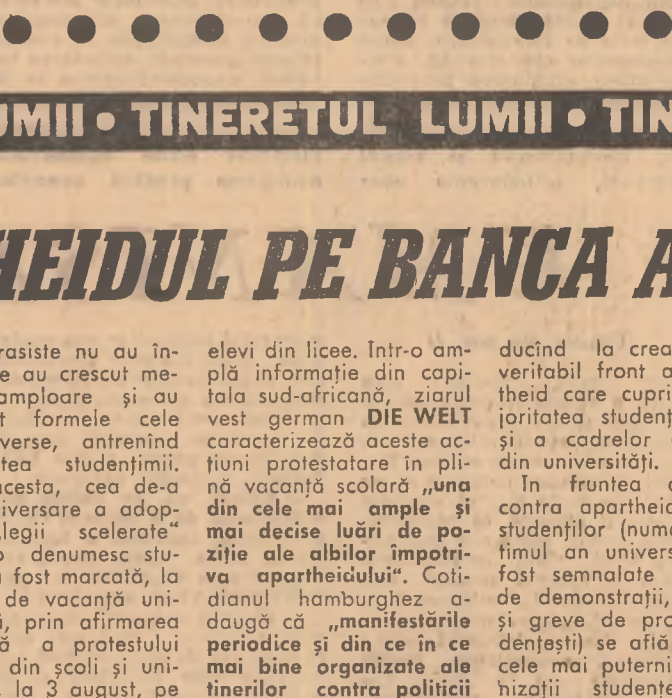 UMII • TINERETUL LUMII • TIN
HEIDUL PE BANCA A
rasiste nu au în-
e au crescut me-
amploare și au
t formele cele
verse, antrenînd
tea studențimii.
acesta, cea de-a
iversare a adop-
legii scelerate“
o denumesc stu-
a fost marcată, la
de vacanță uni-
i, prin afirmarea
ă a protestului
din școli și uni-
la 3 august, pe
elevi din licee. Intr-o am-
plă informație din capi-
tala sud-africană, ziarul
vest german DIE WELT
caracterizează aceste ac-
țiuni protestatare în pli-
nă vacanță scolară „una
din cele mai ample și
mai decise luări de po-
ziție ale albilor împotri-
va apartheidului“. Coti-
dianul hamburghez a-
daugă că „manifestările
periodice și din ce în ce
mai bine organizate ale
tinerilor contra politicii
ducînd la crea
veritabil front a
theid care cupri
joritatea studenț
și a cadrelor
din universități.
In fruntea a
contra apartheid
studenților (nume
timul an univers
fost semnalate
de demonstrații,
și greve de pro
dențești) se află
cele mai puterni
nizații studenț